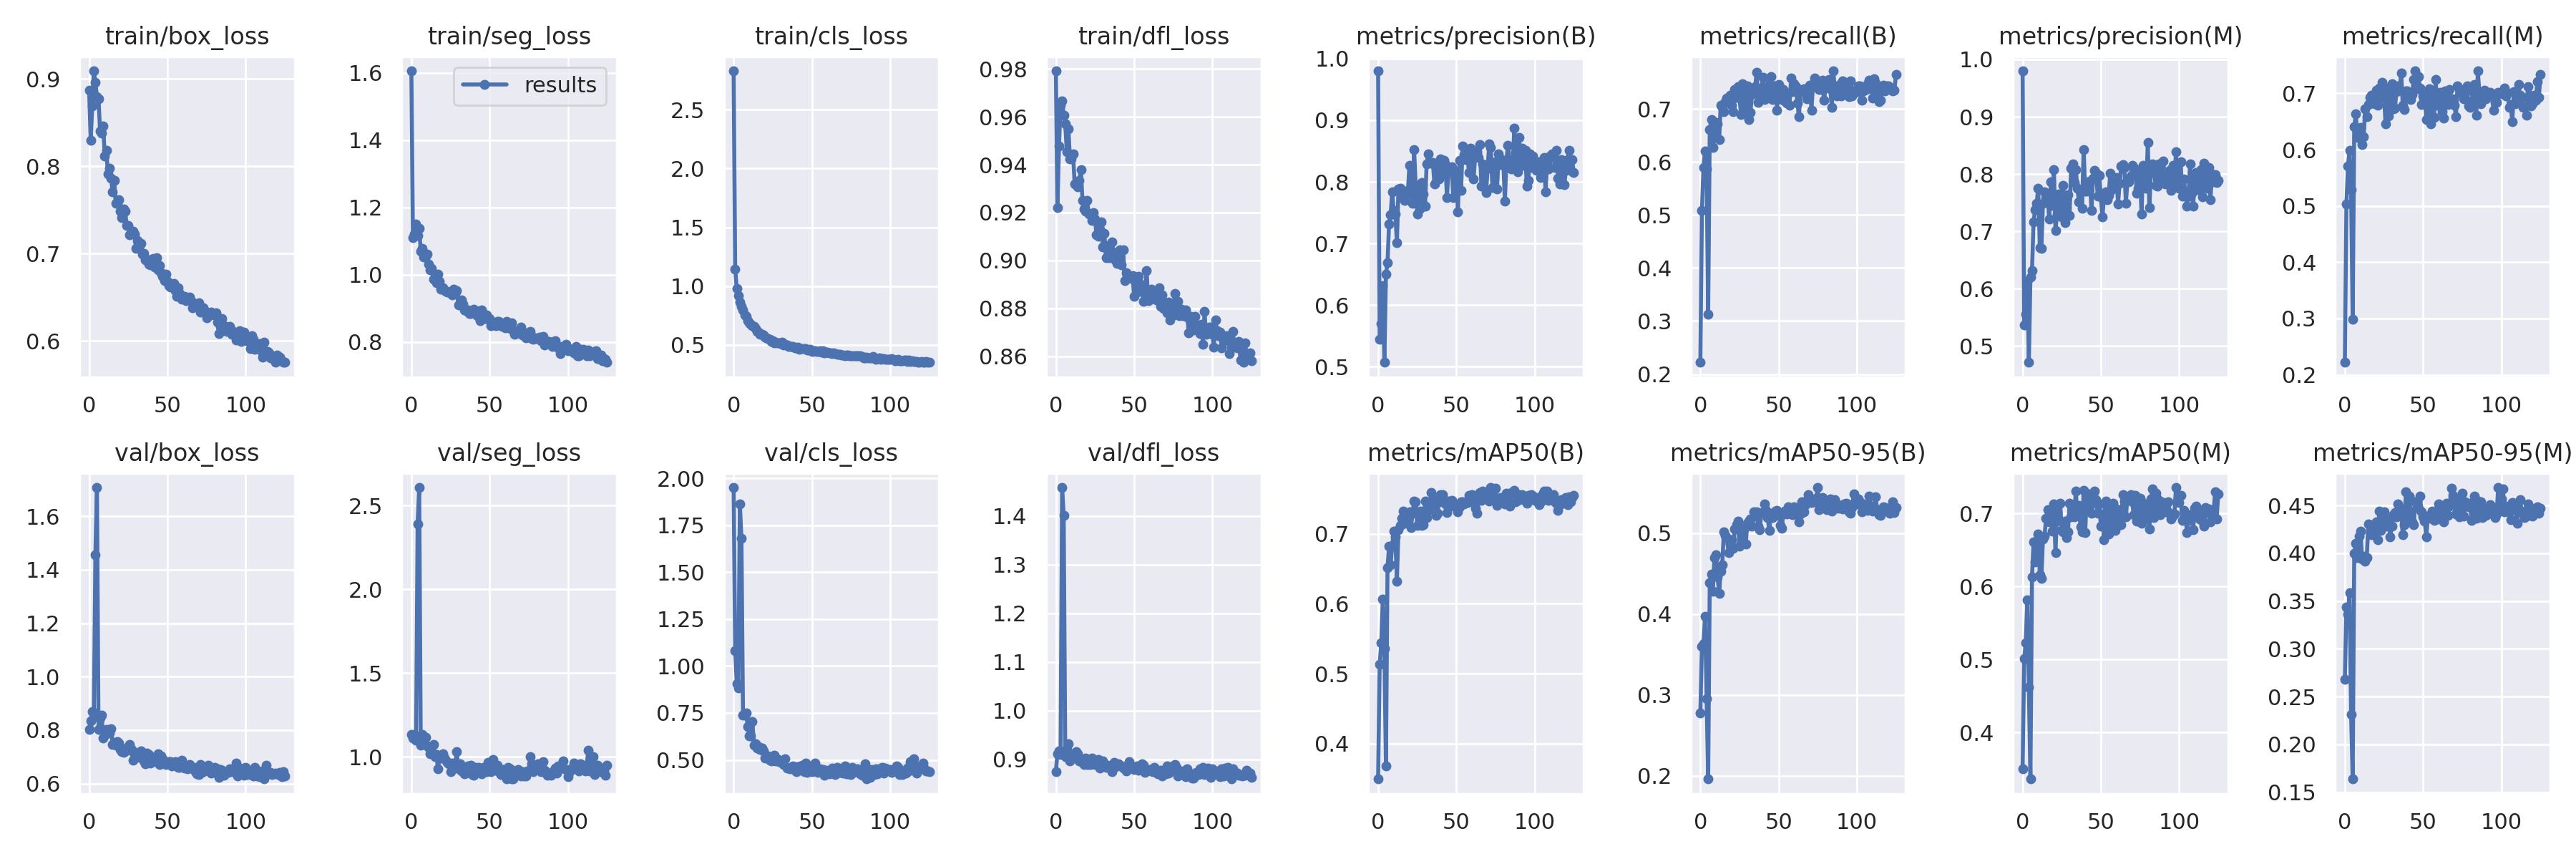 train/box_loss
0.9
0.8
0.7
0.6
0 50 100
train/seg_loss
results
1.6
1.4
1.2
1.0
0.8
0 50 100
train/cls_loss
2.5
2.0
1.5
1.0
0.5
0 50 100
train/dfl_loss
0.98
0.96
0.94
0.92
0.90
0.88
0.86
0 50 100
metrics/precision(B)
1.0
0.9
0.8
0.7
0.6
0.5
0 50 100
metrics/recall(B)
0.7
0.6
0.5
0.4
0.3
0.2
0 50 100
metrics/precision(M)
1.0
0.9
0.8
0.7
0.6
0.5
0 50 100
metrics/recall(M)
0.7
0.6
0.5
0.4
0.3
0.2
0 50 100
val/box_loss
1.6
1.4
1.2
1.0
0.8
0.6
0 50 100
val/seg_loss
2.5
2.0
1.5
1.0
0 50 100
val/cls_loss
2.00
1.75
1.50
1.25
1.00
0.75
0.50
0 50 100
val/dfl_loss
1.4
1.3
1.2
1.1
1.0
0.9
0 50 100
metrics/mAP50(B)
0.7
0.6
0.5
0.4
0 50 100
metrics/mAP50-95(B)
0.5
0.4
0.3
0.2
0 50 100
metrics/mAP50(M)
0.7
0.6
0.5
0.4
0 50 100
metrics/mAP50-95(M)
0.45
0.40
0.35
0.30
0.25
0.20
0.15
0 50 100